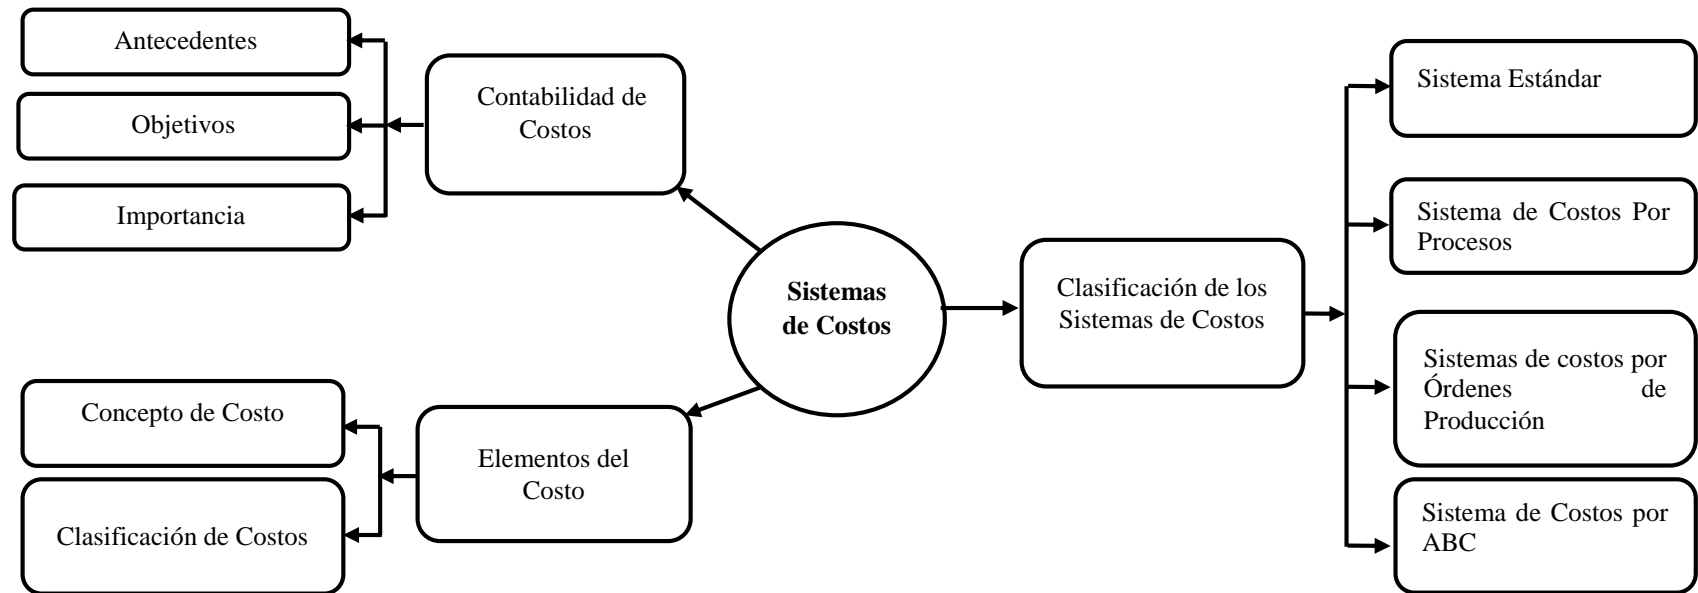 Antecedentes
Objetivos
Importancia
Contabilidad de
Costos
Sistemas
de Costos
Concepto de Costo
Clasificación de Costos
Elementos del
Costo
Clasificación de los
Sistemas de Costos
Sistema Estándar
Sistema de Costos Por
Procesos
Sistemas de costos por
Órdenes de
Producción
Sistema de Costos por
ABC